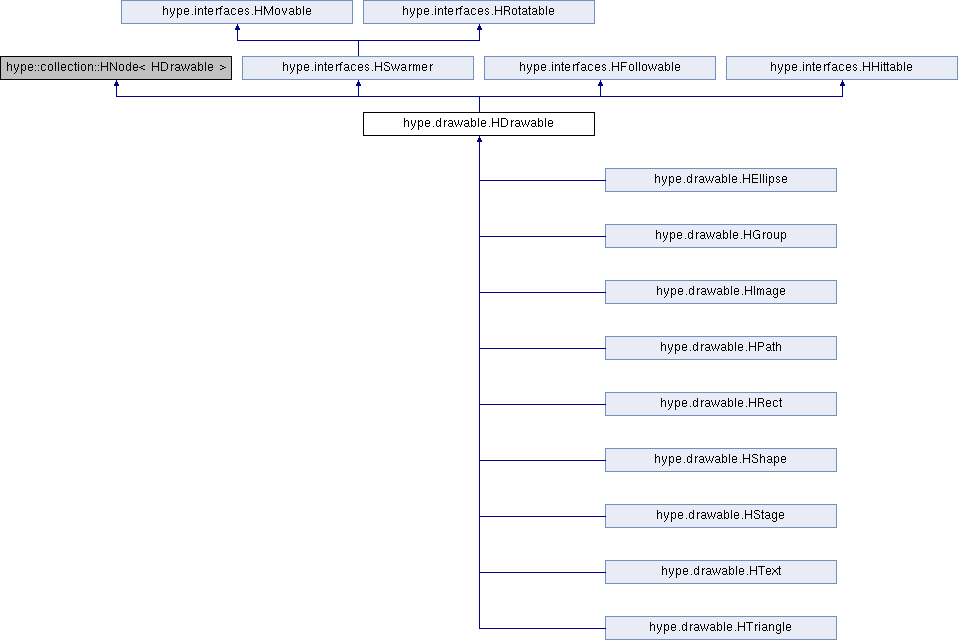 hype.interfaces.HMovable
hype.interfaces.HRotatable
hype::collection::HNode< HDrawable >
hype.interfaces.HSwarmer
hype.interfaces.HFollowable
hype.interfaces.HHittable
hype.drawable.HDrawable
hype.drawable.HEllipse
hype.drawable.HGroup
hype.drawable.HImage
hype.drawable.HPath
hype.drawable.HRect
hype.drawable.HShape
hype.drawable.HStage
hype.drawable.HText
hype.drawable.HTriangle